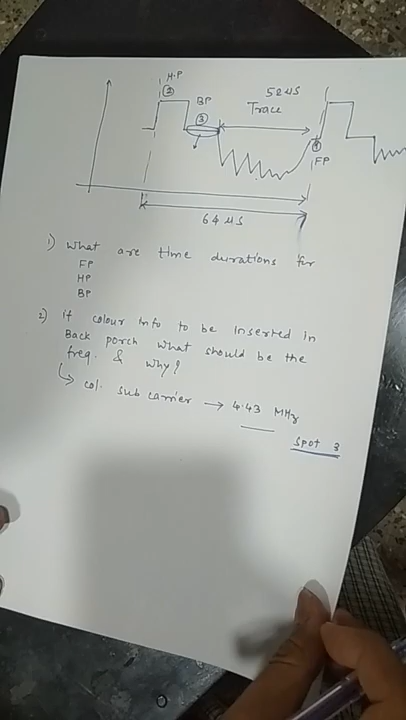 H.P
②
BP
③
52 μs
Trace
①
FP
64 μs
1) What are time durations for
FP
HP
BP
2) if colour info to be inserted in
Back porch what should be the
freq. & why?
↳ col. sub carrier → 4.43 MHz
Spot 3